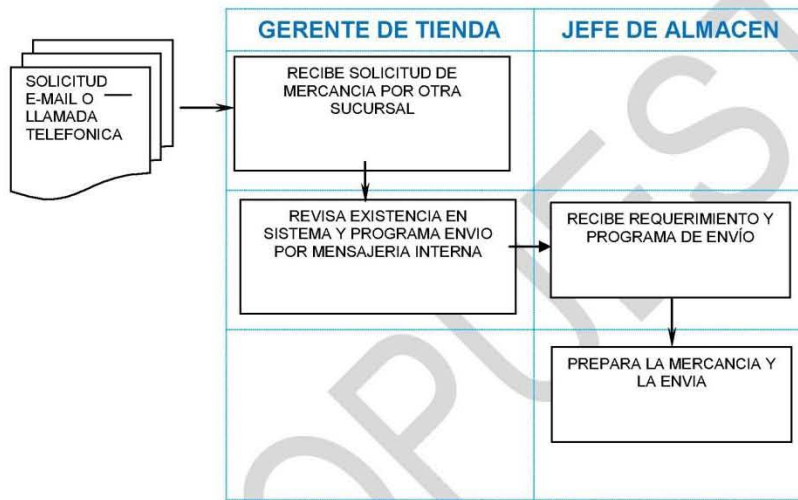 GERENTE DE TIENDA
JEFE DE ALMACEN
SOLICITUD
E-MAIL O
LLAMADA
TELEFONICA
RECIBE SOLICITUD DE
MERCANCIA POR OTRA
SUCURSAL
REVISA EXISTENCIA EN
SISTEMA Y PROGRAMA ENVIO
POR MENSAJERIA INTERNA
RECIBE REQUERIMIENTO Y
PROGRAMA DE ENVÍO
PREPARA LA MERCANCIA Y
LA ENVIA